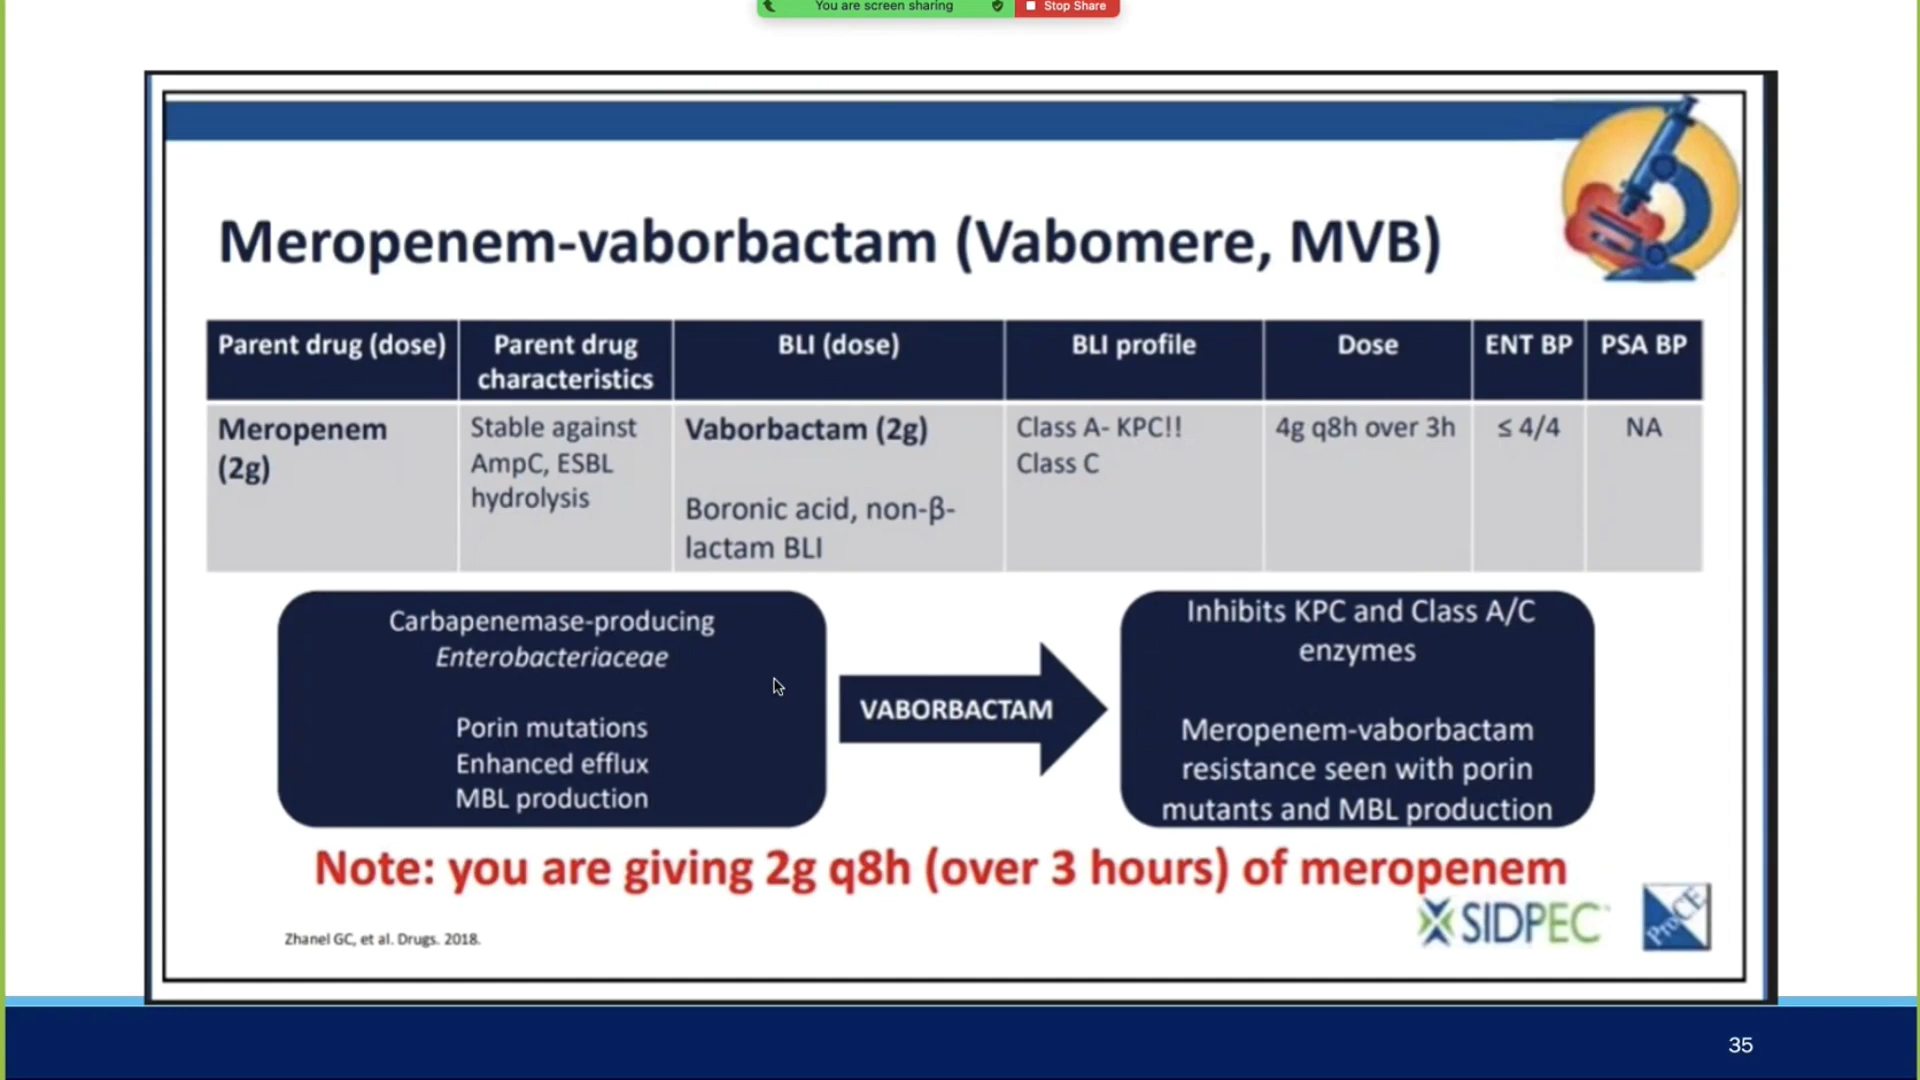 You are screen sharing
Stop Share
Meropenem-vaborbactam (Vabomere, MVB)
Parent drug (dose)
Parent drug
characteristics
BLI (dose)
BLI profile
Dose
ENT BP
PSA BP
Meropenem
(2g)
Stable against
AmpC, ESBL
hydrolysis
Vaborbactam (2g)
Boronic acid, non-β-
lactam BLI
Class A- KPC!!
Class C
4g q8h over 3h
≤ 4/4
NA
Carbapenemase-producing
Enterobacteriaceae
Porin mutations
Enhanced efflux
MBL production
VABORBACTAM
Inhibits KPC and Class A/C
enzymes
Meropenem-vaborbactam
resistance seen with porin
mutants and MBL production
Note: you are giving 2g q8h (over 3 hours) of meropenem
SIDPEC
ProCE
Zhanel GC, et al. Drugs. 2018.
35